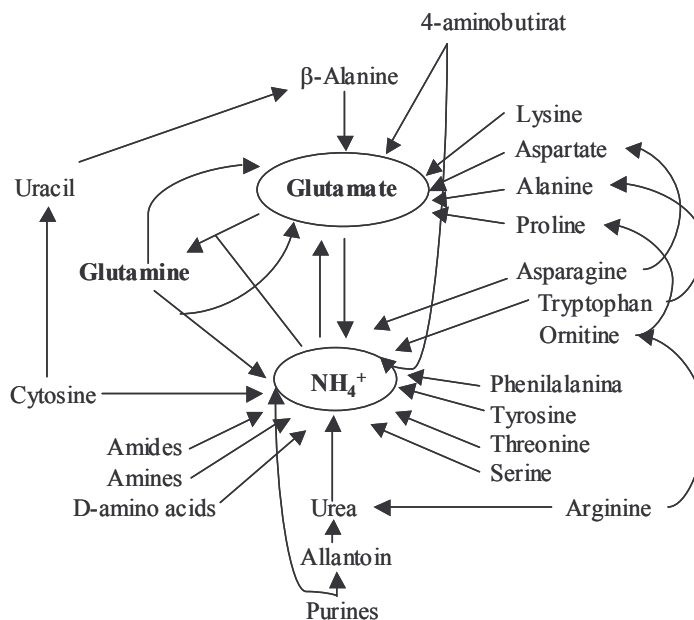 4-aminobutirat
β-Alanine
Lysine
Aspartate
Uracil
Glutamate
Alanine
Proline
Glutamine
Asparagine
Tryptophan
Ornitine
NH₄⁺
Phenilalanina
Cytosine
Tyrosine
Amides
Threonine
Amines
Serine
D-amino acids
Urea
Arginine
Allantoin
Purines